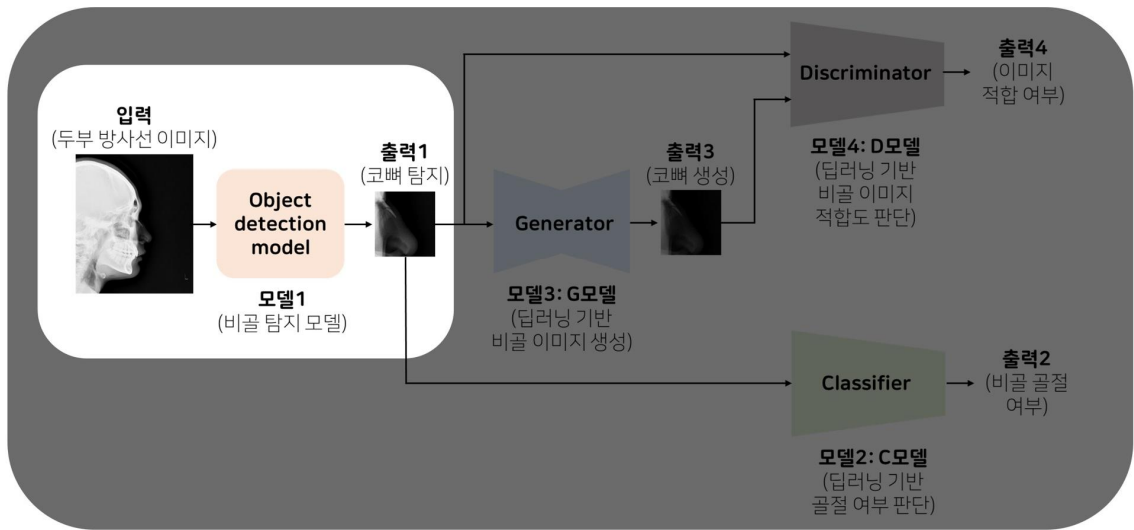 입력
(두부 방사선 이미지)
Object
detection
model
모델1
(비골 탐지 모델)
출력1
(코뼈 탐지)
Generator
모델3: G모델
(딥러닝 기반
비골 이미지 생성)
출력3
(코뼈 생성)
Discriminator
모델4: D모델
(딥러닝 기반
비골 이미지
적합도 판단)
출력4
(이미지
적합 여부)
Classifier
모델2: C모델
(딥러닝 기반
골절 여부 판단)
출력2
(비골 골절
여부)